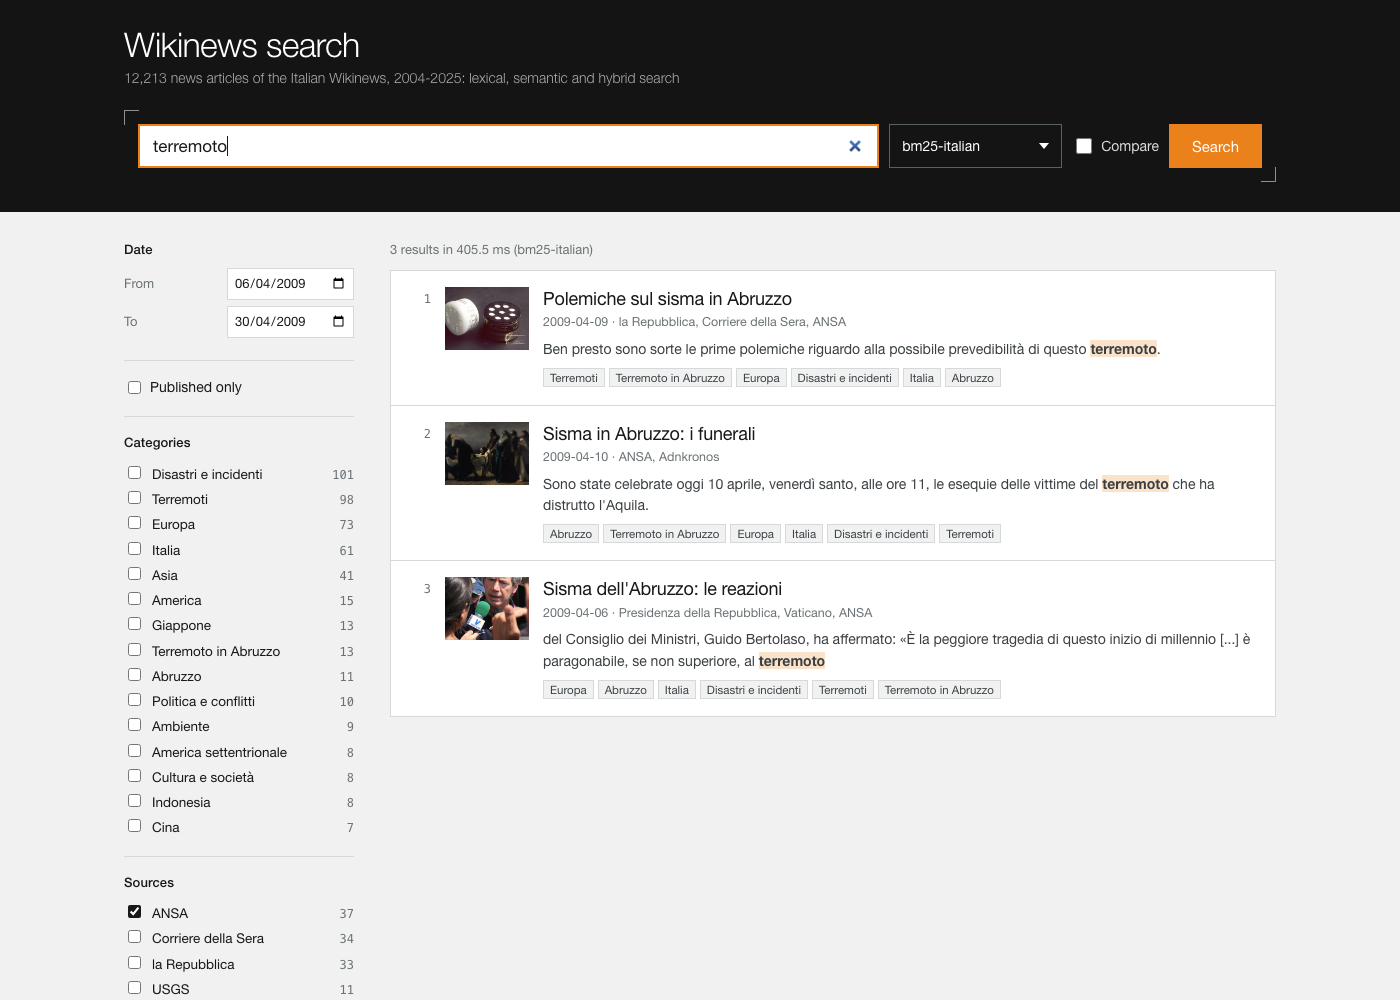 Wikinews search
12,213 news articles of the Italian Wikinews, 2004-2025: lexical, semantic and hybrid search
terremoto
bm25-italian
Compare
Search
Date
From
06/04/2009
To
30/04/2009
Published only
Categories
Disastri e incidenti 101
Terremoti 98
Europa 73
Italia 61
Asia 41
America 15
Giappone 13
Terremoto in Abruzzo 13
Abruzzo 11
Politica e conflitti 10
Ambiente 9
America settentrionale 8
Cultura e società 8
Indonesia 8
Cina 7
Sources
ANSA 37
Corriere della Sera 34
la Repubblica 33
USGS 11
3 results in 405.5 ms (bm25-italian)
1
Polemiche sul sisma in Abruzzo
2009-04-09 · la Repubblica, Corriere della Sera, ANSA
Ben presto sono sorte le prime polemiche riguardo alla possibile prevedibilità di questo terremoto.
Terremoti Terremoto in Abruzzo Europa Disastri e incidenti Italia Abruzzo
2
Sisma in Abruzzo: i funerali
2009-04-10 · ANSA, Adnkronos
Sono state celebrate oggi 10 aprile, venerdì santo, alle ore 11, le esequie delle vittime del terremoto che ha
distrutto l'Aquila.
Abruzzo Terremoto in Abruzzo Europa Italia Disastri e incidenti Terremoti
3
Sisma dell'Abruzzo: le reazioni
2009-04-06 · Presidenza della Repubblica, Vaticano, ANSA
del Consiglio dei Ministri, Guido Bertolaso, ha affermato: «È la peggiore tragedia di questo inizio di millennio [...] è
paragonabile, se non superiore, al terremoto
Europa Abruzzo Italia Disastri e incidenti Terremoti Terremoto in Abruzzo